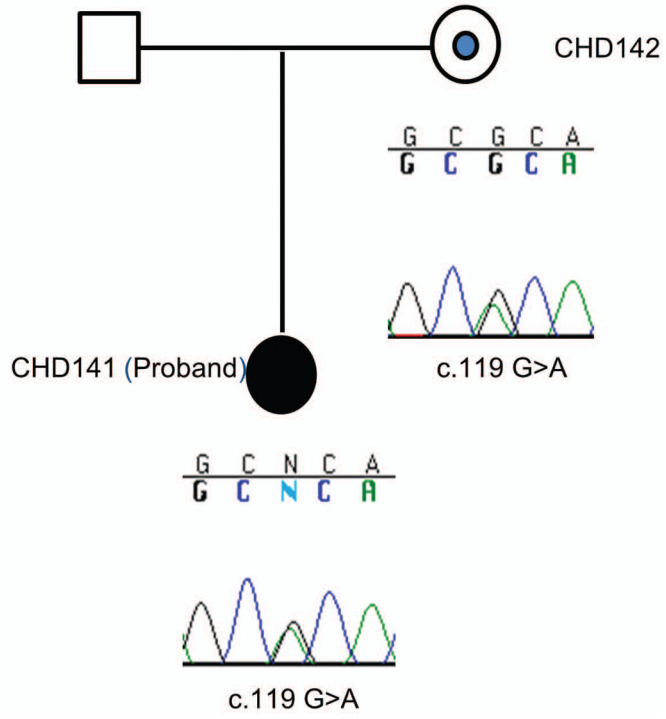 CHD142
G C G C A
G C G C A
c.119 G>A
CHD141 (Proband)
G C N C A
G C N C A
c.119 G>A